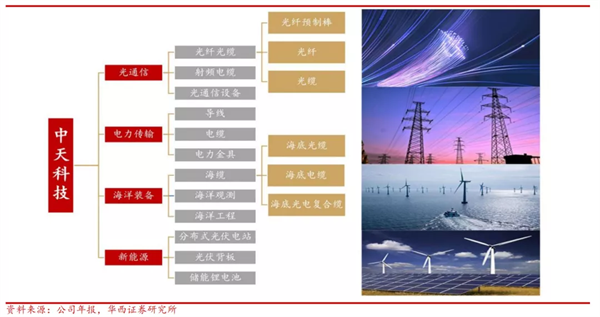 中天科技
光通信
光纤光缆
光纤预制棒
光纤
光缆
射频电缆
光通信设备
电力传输
导线
电缆
电力金具
海洋装备
海缆
海底光缆
海底电缆
海底光电复合缆
海洋观测
海洋工程
新能源
分布式光伏电站
光伏背板
储能锂电池
资料来源：公司年报，华西证券研究所